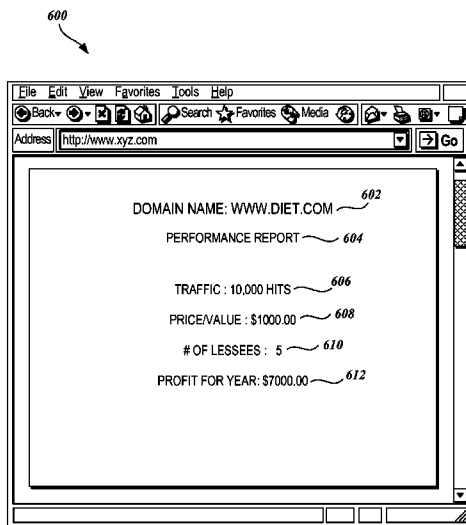 600
File Edit View Favorites Tools Help
Back Search Favorites Media
Address http://www.xyz.com Go
DOMAIN NAME: WWW.DIET.COM 602
PERFORMANCE REPORT 604
TRAFFIC : 10,000 HITS 606
PRICE/VALUE : $1000.00 608
# OF LESSEES : 5 610
PROFIT FOR YEAR: $7000.00 612